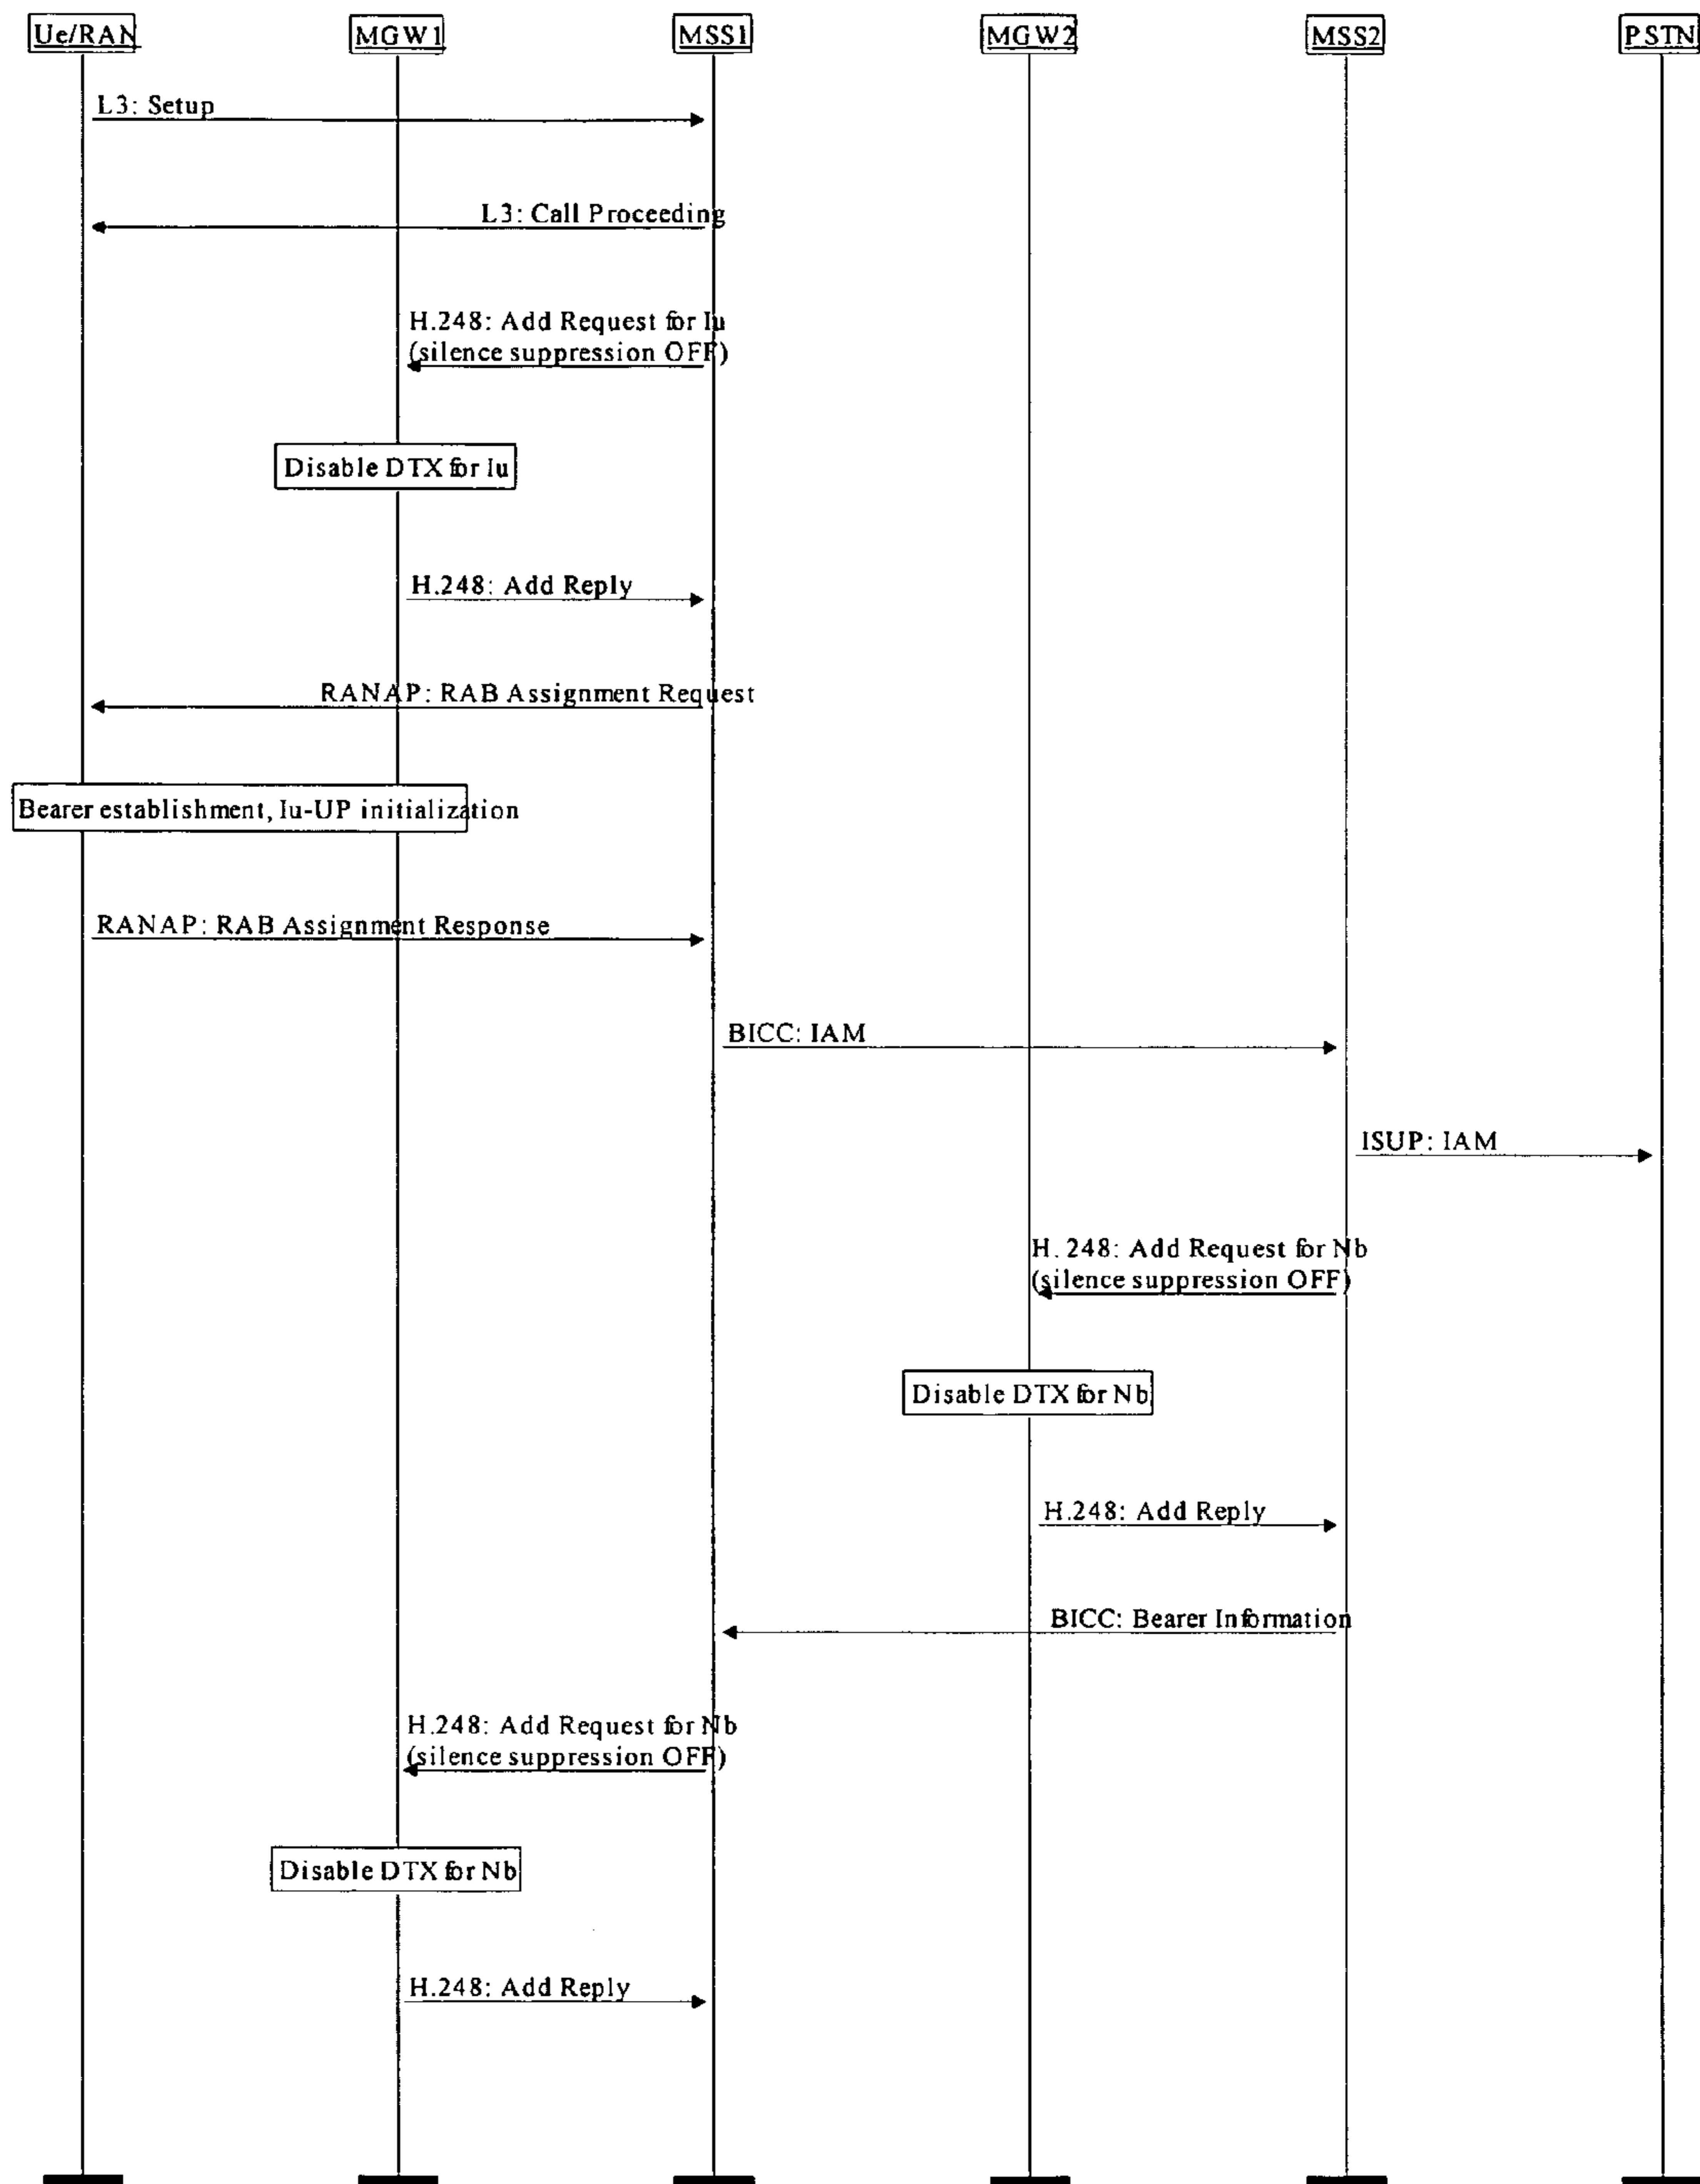 Ue/RAN MGW1 MSS1 MGW2 MSS2 PSTN
L3: Setup
L3: Call Proceeding
H.248: Add Request for Iu
(silence suppression OFF)
Disable DTX for Iu
H.248: Add Reply
RANAP: RAB Assignment Request
Bearer establishment, Iu-UP initialization
RANAP: RAB Assignment Response
BICC: IAM
ISUP: IAM
H. 248: Add Request for Nb
(silence suppression OFF)
Disable DTX for Nb
H.248: Add Reply
BICC: Bearer Information
H.248: Add Request for Nb
(silence suppression OFF)
Disable DTX for Nb
H.248: Add Reply